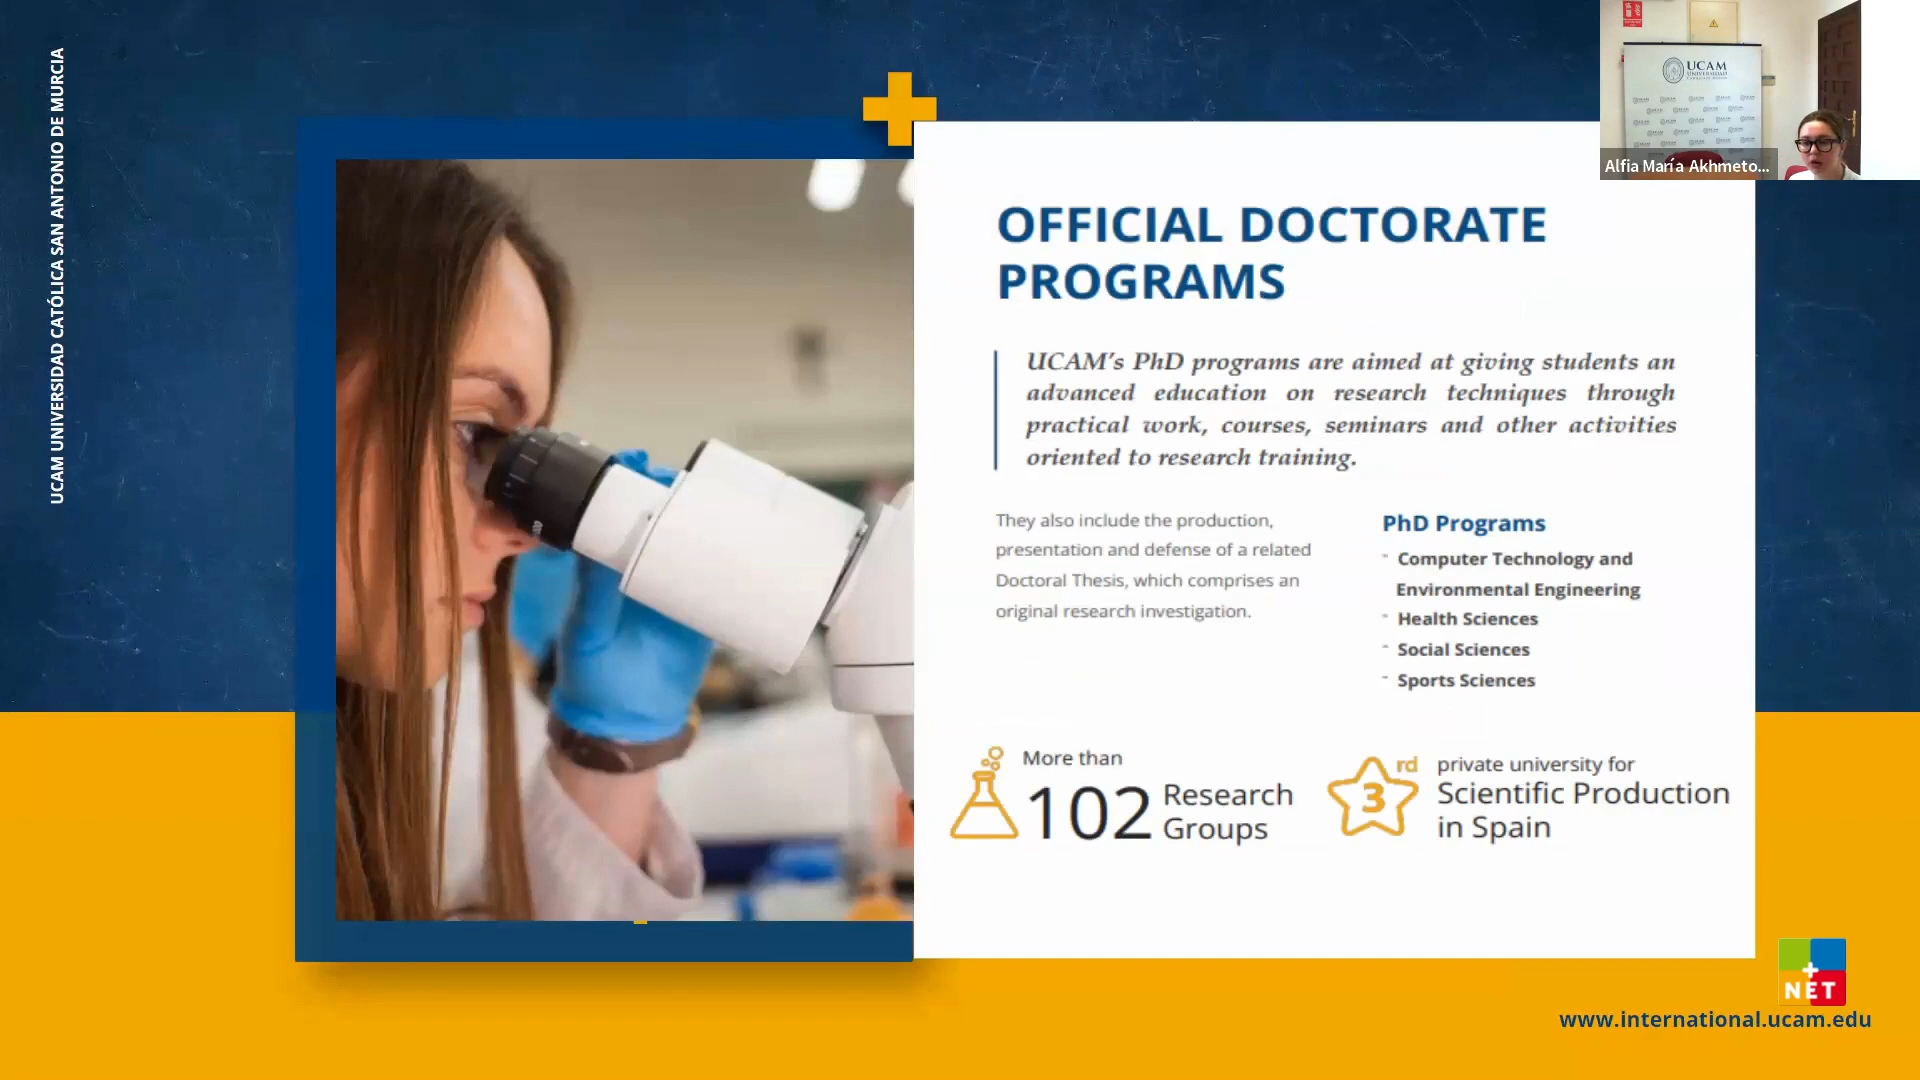 UCAM UNIVERSIDAD CATÓLICA SAN ANTONIO DE MURCIA
UCAM
UNIVERSIDAD
Alfia María Akhmeto...
OFFICIAL DOCTORATE
PROGRAMS
UCAM's PhD programs are aimed at giving students an
advanced education on research techniques through
practical work, courses, seminars and other activities
oriented to research training.
They also include the production,
presentation and defense of a related
Doctoral Thesis, which comprises an
original research investigation.
PhD Programs
- Computer Technology and
Environmental Engineering
- Health Sciences
- Social Sciences
- Sports Sciences
More than
102 Research
Groups
3rd private university for
Scientific Production
in Spain
+
NET
www.international.ucam.edu